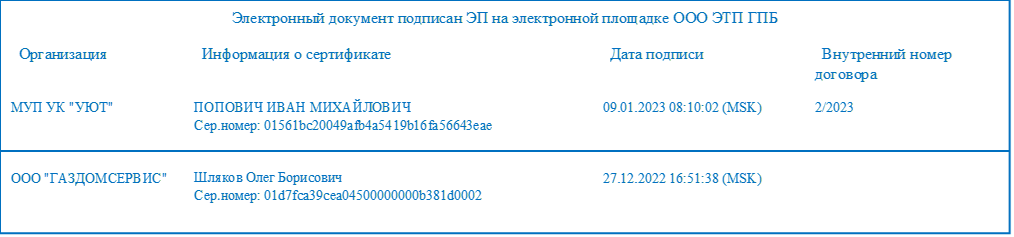 Электронный документ подписан ЭП на электронной площадке ООО ЭТП ГПБ
Организация Информация о сертификате Дата подписи Внутренний номер
договора
МУП УК "УЮТ" ПОПОВИЧ ИВАН МИХАЙЛОВИЧ 09.01.2023 08:10:02 (MSK) 2/2023
Сер.номер: 01561bc20049afb4a5419b16fa56643eae
ООО "ГАЗДОМСЕРВИС" Шляков Олег Борисович 27.12.2022 16:51:38 (MSK)
Сер.номер: 01d7fca39cea04500000000b381d0002